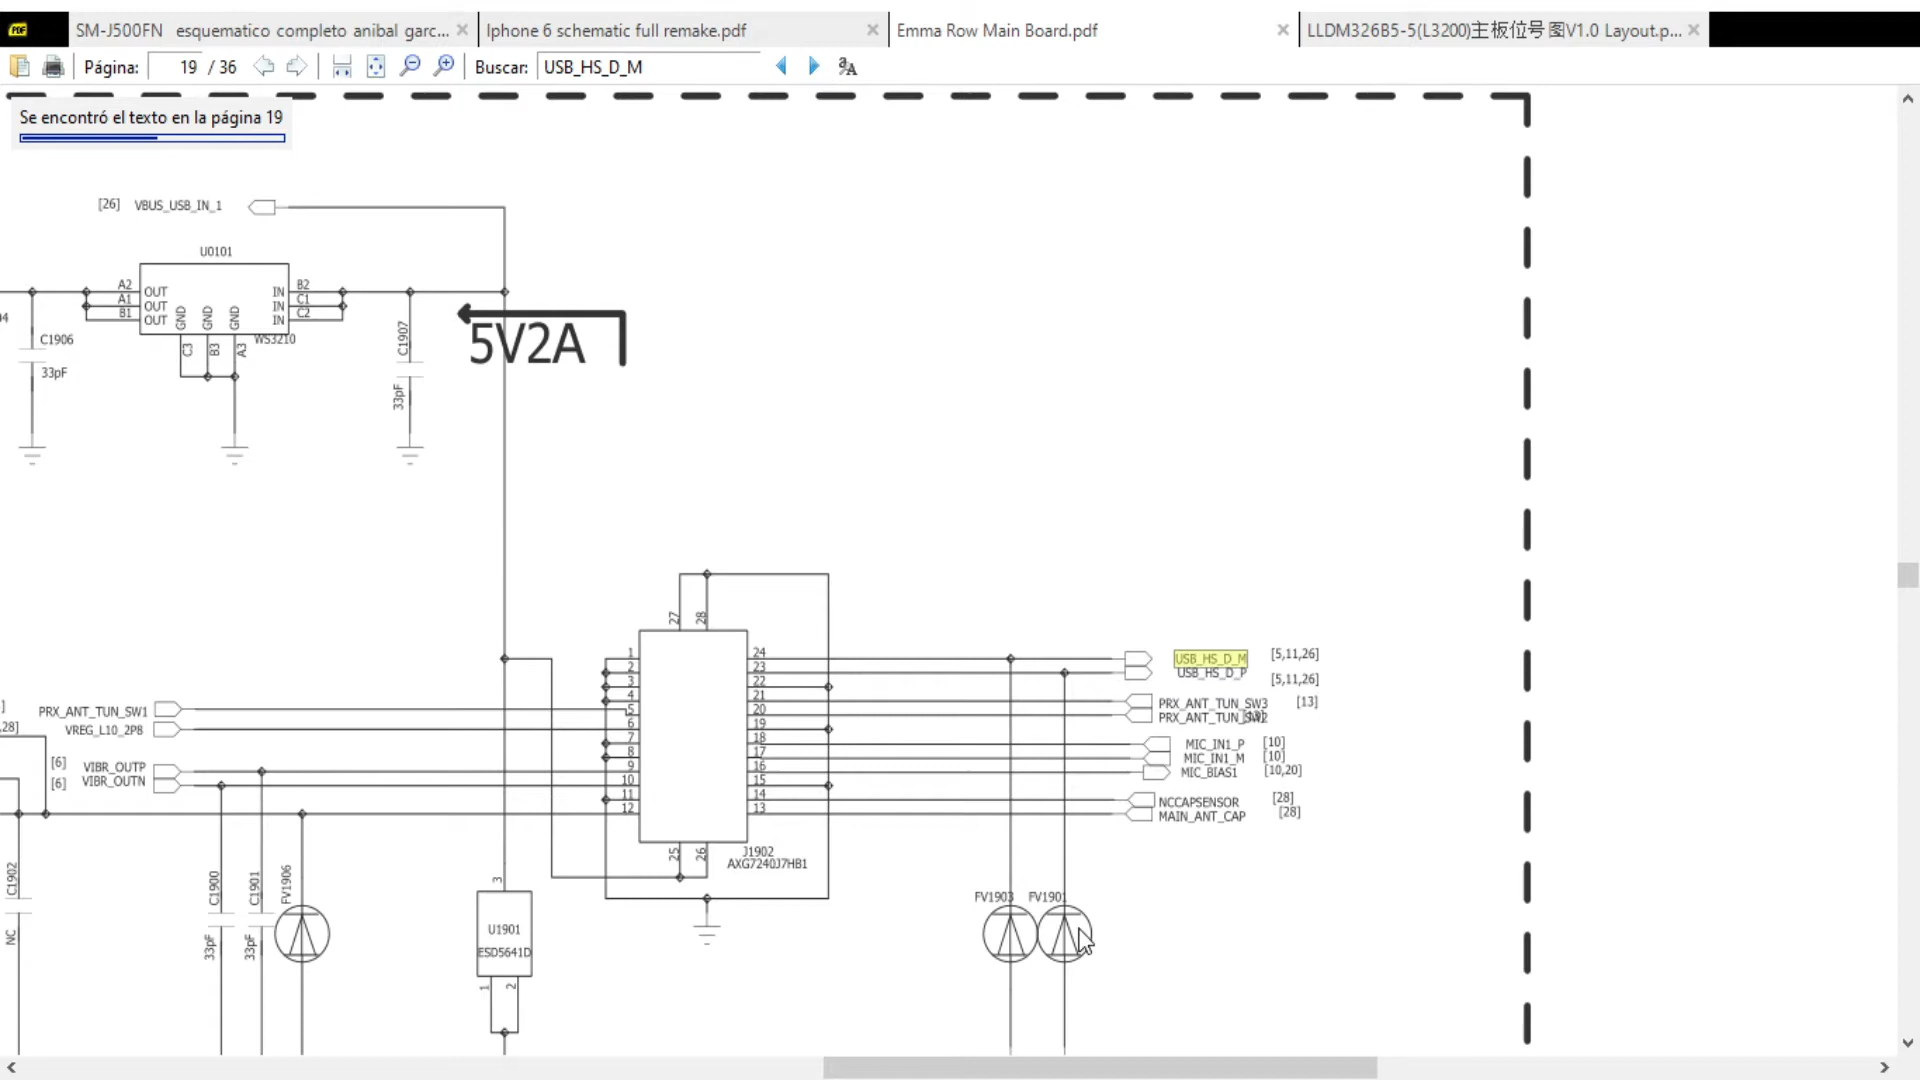 SM-J500FN esquematico completo anibal garc...
Iphone 6 schematic full remake.pdf
Emma Row Main Board.pdf
LLDM326B5-5(L3200)主板位号图V1.0 Layout.p...
Página: 19 / 36
Buscar: USB_HS_D_M
Se encontró el texto en la página 19
[26] VBUS_USB_IN_1
U0101
A2 OUT IN B2
A1 OUT IN C1
B1 OUT IN C2
GND GND GND
WS3210
C3 B3 A3
C1906
33pF
C1907
33pF
5V2A
27 28
1 24
2 23
3 22
4 21
5 20
6 19
7 18
8 17
9 16
10 15
11 14
12 13
25 26
J1902
AXG7240J7HB1
USB_HS_D_M [5,11,26]
USB_HS_D_P [5,11,26]
PRX_ANT_TUN_SW3 [13]
PRX_ANT_TUN_SW2
MIC_IN1_P [10]
MIC_IN1_M [10]
MIC_BIAS1 [10,20]
NCCAPSENSOR [28]
MAIN_ANT_CAP [28]
PRX_ANT_TUN_SW1
,28] VREG_L10_2P8
[6] VIBR_OUTP
[6] VIBR_OUTN
C1902
NC
C1900
33pF
C1901
33pF
FV1906
3
U1901
ESD5641D
1 2
FV1903 FV1901